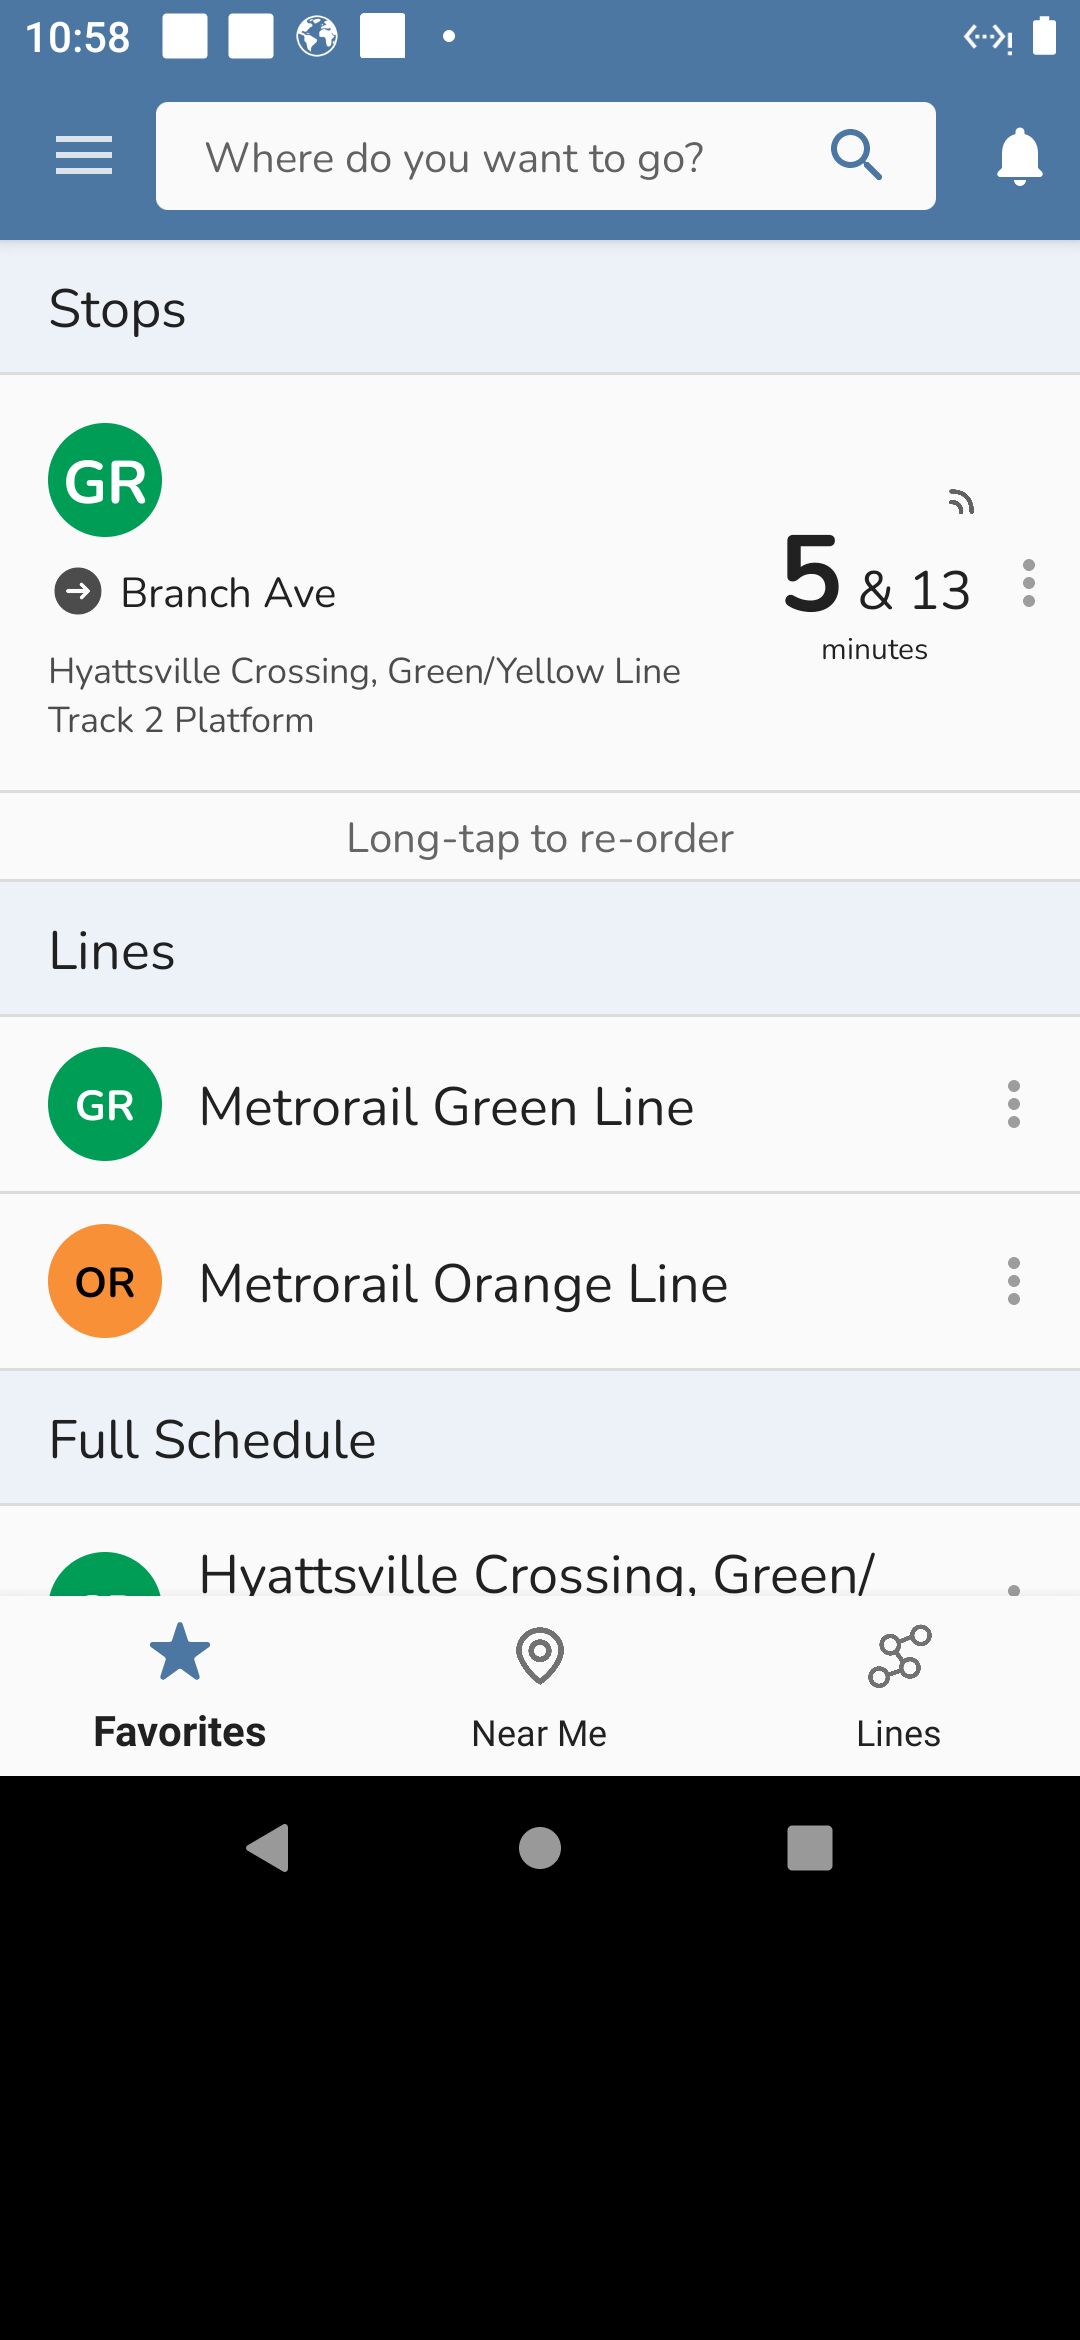 10:58
Where do you want to go?
Stops
GR
Branch Ave
5 & 13
minutes
Hyattsville Crossing, Green/Yellow Line
Track 2 Platform
Long-tap to re-order
Lines
GR
Metrorail Green Line
OR
Metrorail Orange Line
Full Schedule
Hyattsville Crossing, Green/
Favorites
Near Me
Lines